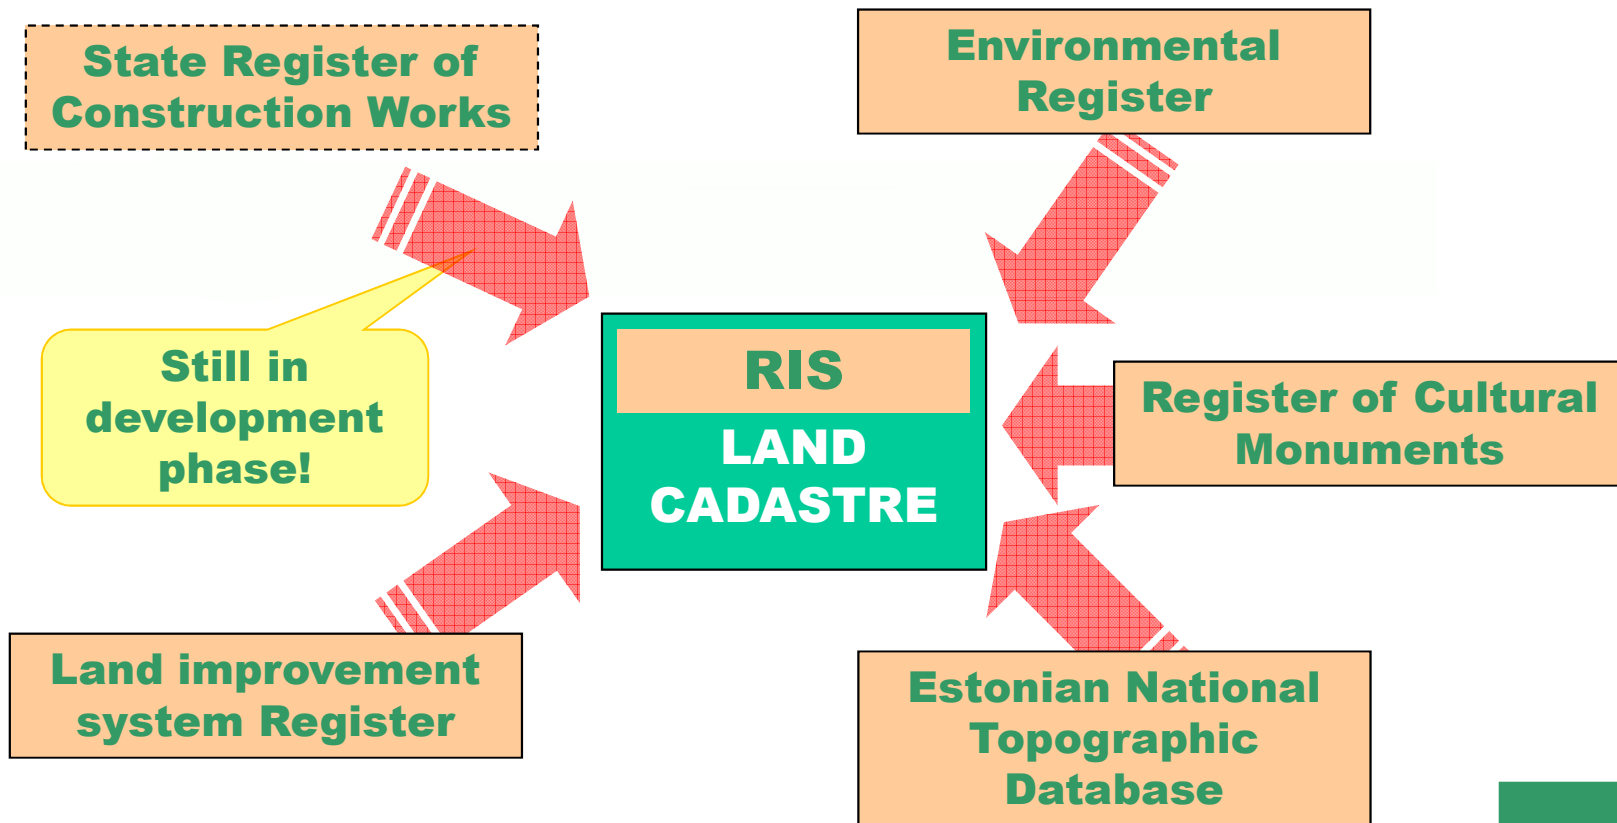 State Register of
Construction Works
Environmental
Register
Still in
development
phase!
RIS
LAND
CADASTRE
Register of Cultural
Monuments
Land improvement
system Register
Estonian National
Topographic
Database